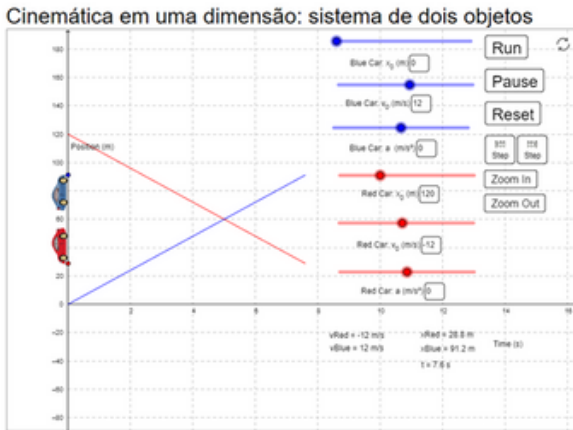 Cinemática em uma dimensão: sistema de dois objetos
180
160
140
120
100
80
60
40
20
0
−20
−40
−60
−80
Position (m)
2
4
6
8
10
12
14
16
Time (s)
Blue Car: x₀ (m) 0
Blue Car: v₀ (m/s) 12
Blue Car: a (m/s²) 0
Red Car: x₀ (m) 120
Red Car: v₀ (m/s) -12
Red Car: a (m/s²) 0
Run
Pause
Reset
Step
Step
Zoom In
Zoom Out
vRed = -12 m/s
vBlue = 12 m/s
xRed = 28.8 m
xBlue = 91.2 m
t = 7.6 s